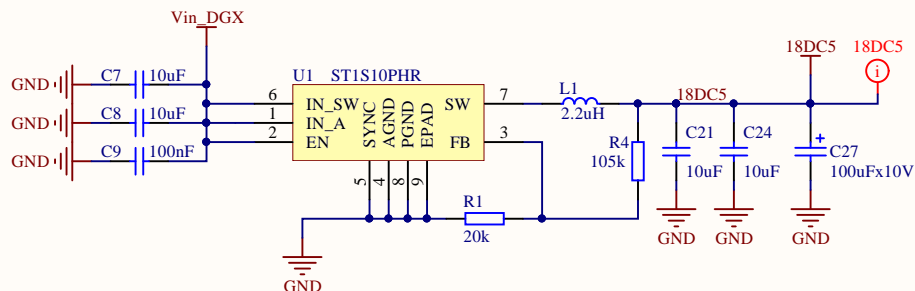 Vin_DGX
18DC5
18DC5
GND
C7
10uF
U1
ST1S10PHR
i
L1
18DC5
6
IN_SW
SW
7
2.2uH
GND
C8
10uF
1
IN_A
2
EN
FB
3
SYNC
AGND
PGND
EPAD
R4
105k
C21
10uF
C24
10uF
C27
100uFx10V
+
GND
C9
100nF
5
4
8
9
R1
20k
GND
GND
GND
GND